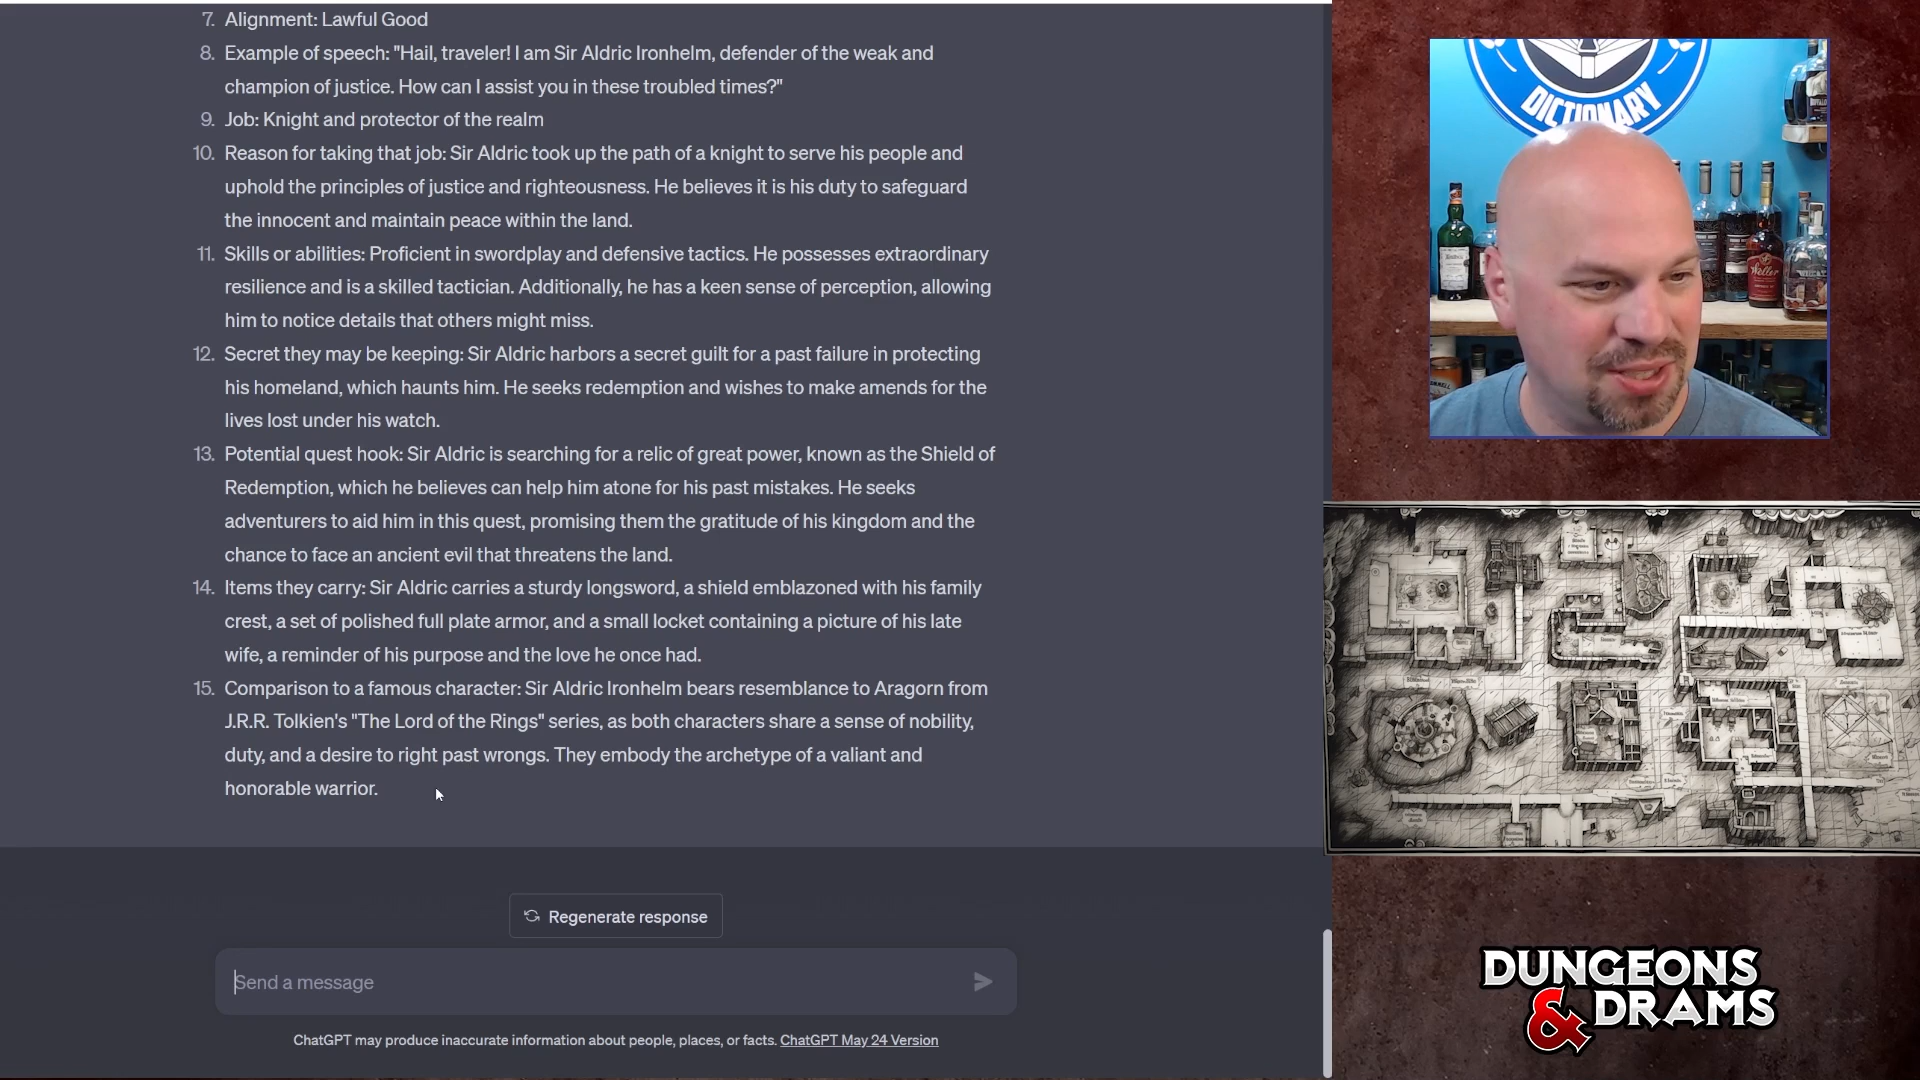 7. Alignment: Lawful Good
8. Example of speech: "Hail, traveler! I am Sir Aldric Ironhelm, defender of the weak and
champion of justice. How can I assist you in these troubled times?"
9. Job: Knight and protector of the realm
10. Reason for taking that job: Sir Aldric took up the path of a knight to serve his people and
uphold the principles of justice and righteousness. He believes it is his duty to safeguard
the innocent and maintain peace within the land.
11. Skills or abilities: Proficient in swordplay and defensive tactics. He possesses extraordinary
resilience and is a skilled tactician. Additionally, he has a keen sense of perception, allowing
him to notice details that others might miss.
12. Secret they may be keeping: Sir Aldric harbors a secret guilt for a past failure in protecting
his homeland, which haunts him. He seeks redemption and wishes to make amends for the
lives lost under his watch.
13. Potential quest hook: Sir Aldric is searching for a relic of great power, known as the Shield of
Redemption, which he believes can help him atone for his past mistakes. He seeks
adventurers to aid him in this quest, promising them the gratitude of his kingdom and the
chance to face an ancient evil that threatens the land.
14. Items they carry: Sir Aldric carries a sturdy longsword, a shield emblazoned with his family
crest, a set of polished full plate armor, and a small locket containing a picture of his late
wife, a reminder of his purpose and the love he once had.
15. Comparison to a famous character: Sir Aldric Ironhelm bears resemblance to Aragorn from
J.R.R. Tolkien's "The Lord of the Rings" series, as both characters share a sense of nobility,
duty, and a desire to right past wrongs. They embody the archetype of a valiant and
honorable warrior.
Regenerate response
Send a message
ChatGPT may produce inaccurate information about people, places, or facts. ChatGPT May 24 Version
DICTIONARY
Weller
DUNGEONS
& DRAMS